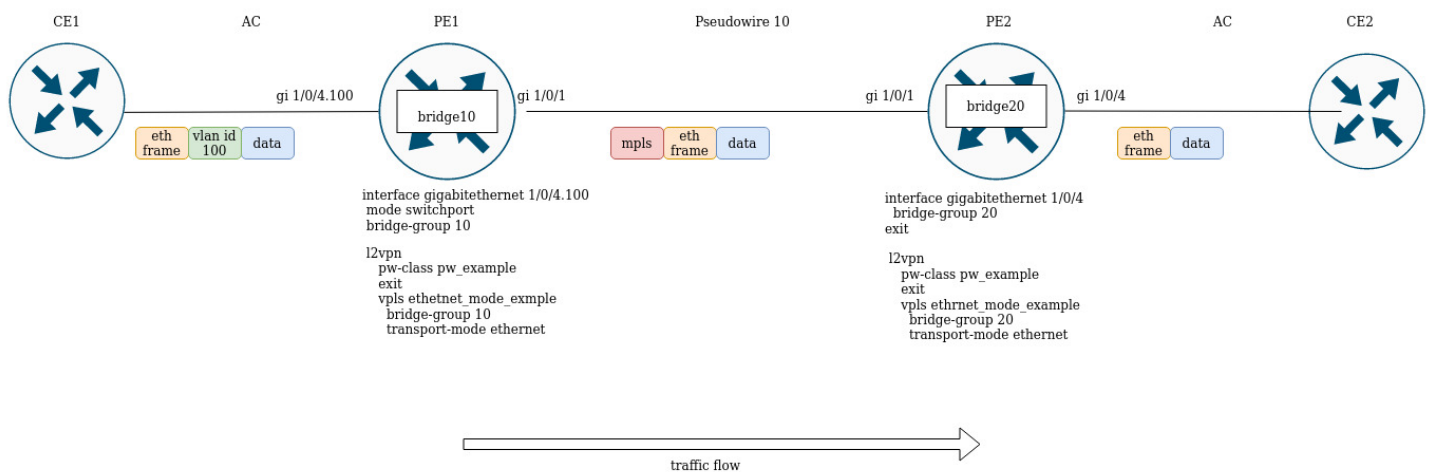 CE1
AC
PE1
Pseudowire 10
PE2
AC
CE2
gi 1/0/4.100
bridge10
gi 1/0/1
gi 1/0/1
bridge20
gi 1/0/4
eth
frame
vlan id
100
data
mpls
eth
frame
data
eth
frame
data
interface gigabitethernet 1/0/4.100
mode switchport
bridge-group 10
l2vpn
pw-class pw_example
exit
vpls ethetnet_mode_exmple
bridge-group 10
transport-mode ethernet
interface gigabitethernet 1/0/4
bridge-group 20
exit
l2vpn
pw-class pw_example
exit
vpls ethrnet_mode_example
bridge-group 20
transport-mode ethernet
traffic flow